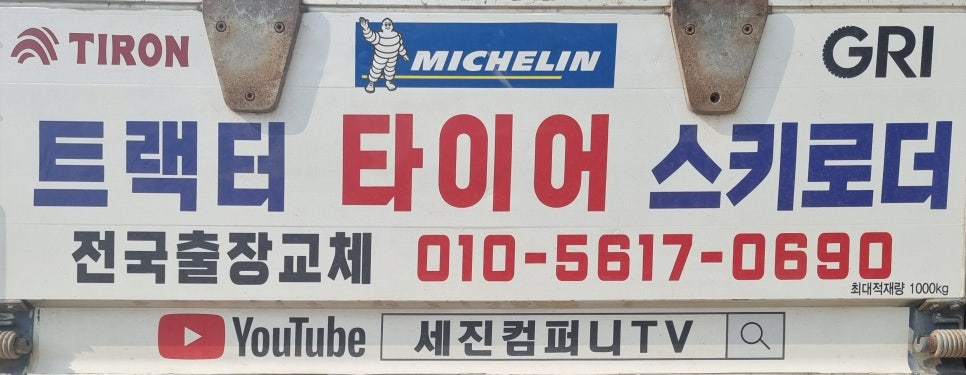 TIRON MICHELIN GRI
트랙터 타이어 스키로더
전국출장교체 010-5617-0690
최대적재량 1000kg
YouTube 세진컴퍼니TV